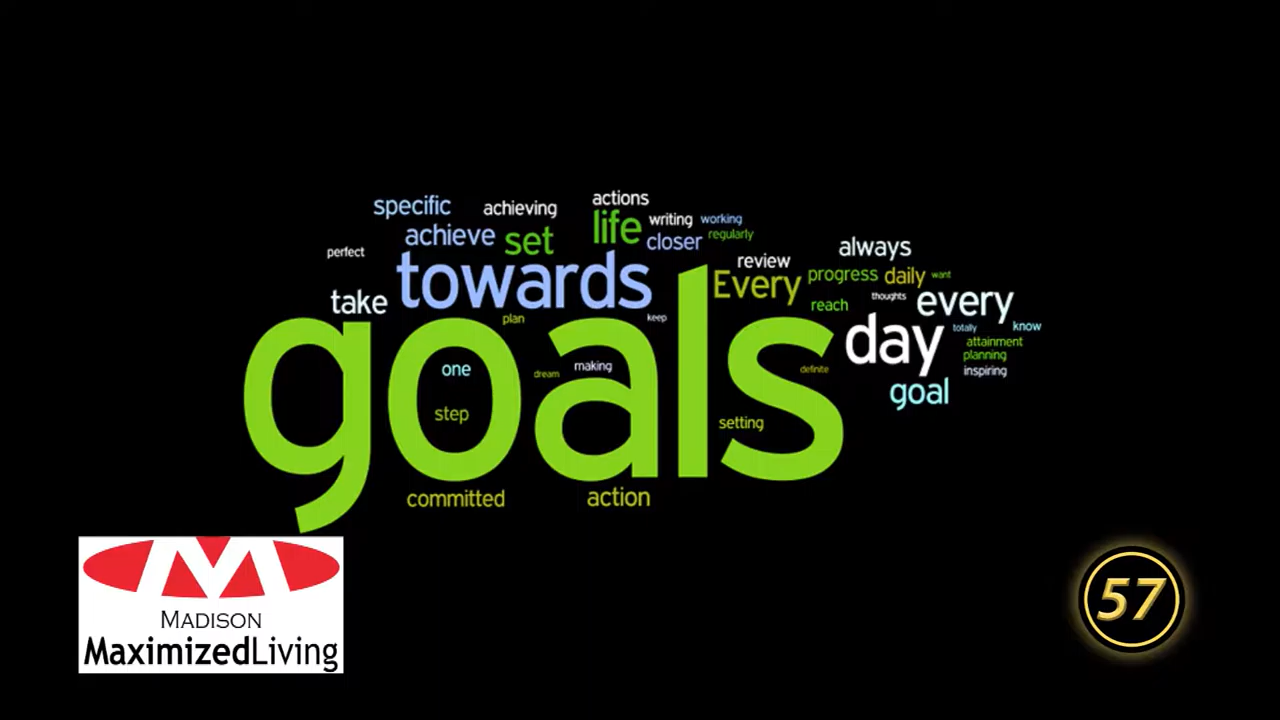 specific
achieving
actions
life
writing
working
perfect
achieve
set
closer
regularly
always
take
towards
review
Every
progress
daily
want
reach
thoughts
every
plan
keep
goals
day
totally
know
one
dream
making
definite
attainment
planning
inspiring
goal
step
setting
committed
action
MADISON
MaximizedLiving
57